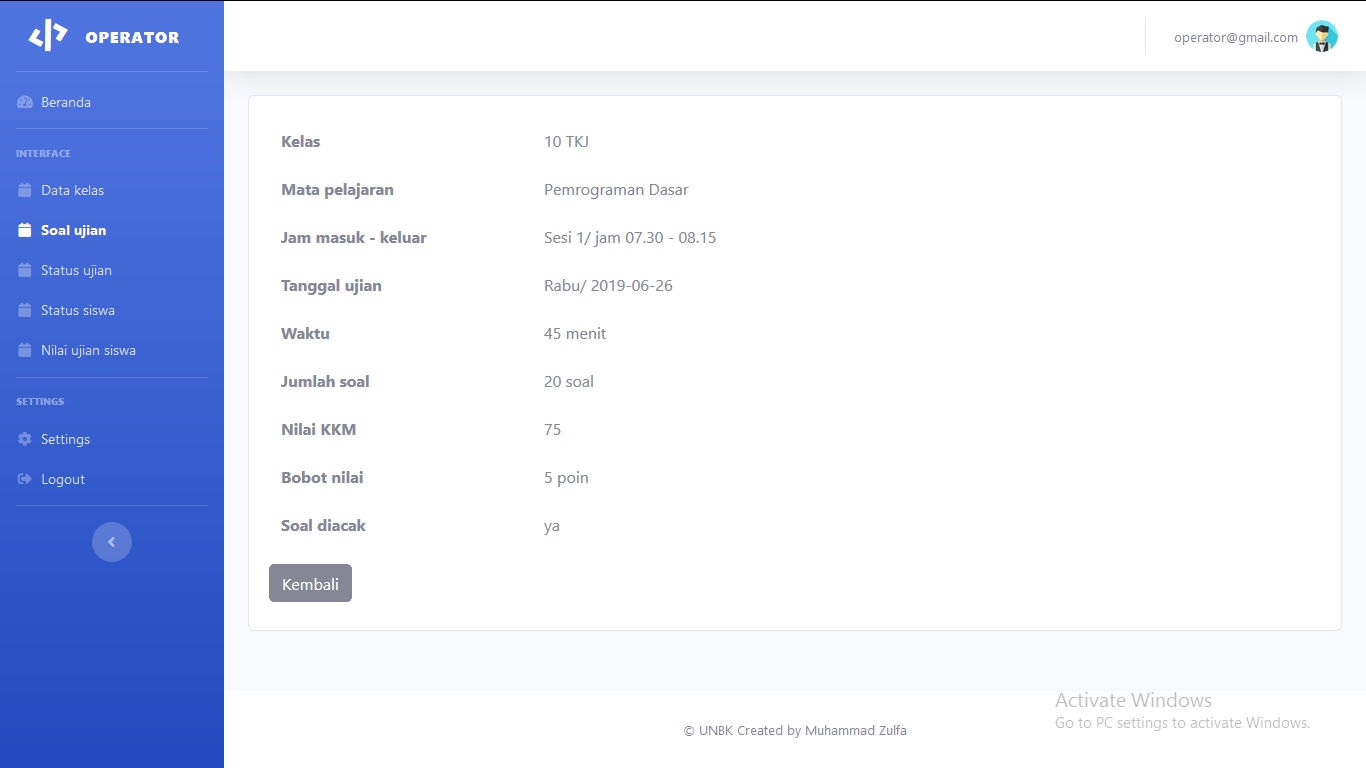 OPERATOR
operator@gmail.com
Beranda
INTERFACE
Data kelas
Soal ujian
Status ujian
Status siswa
Nilai ujian siswa
SETTINGS
Settings
Logout
Kelas 10 TKJ
Mata pelajaran Pemrograman Dasar
Jam masuk - keluar Sesi 1/ jam 07.30 - 08.15
Tanggal ujian Rabu/ 2019-06-26
Waktu 45 menit
Jumlah soal 20 soal
Nilai KKM 75
Bobot nilai 5 poin
Soal diacak ya
Kembali
Activate Windows
Go to PC settings to activate Windows.
© UNBK Created by Muhammad Zulfa